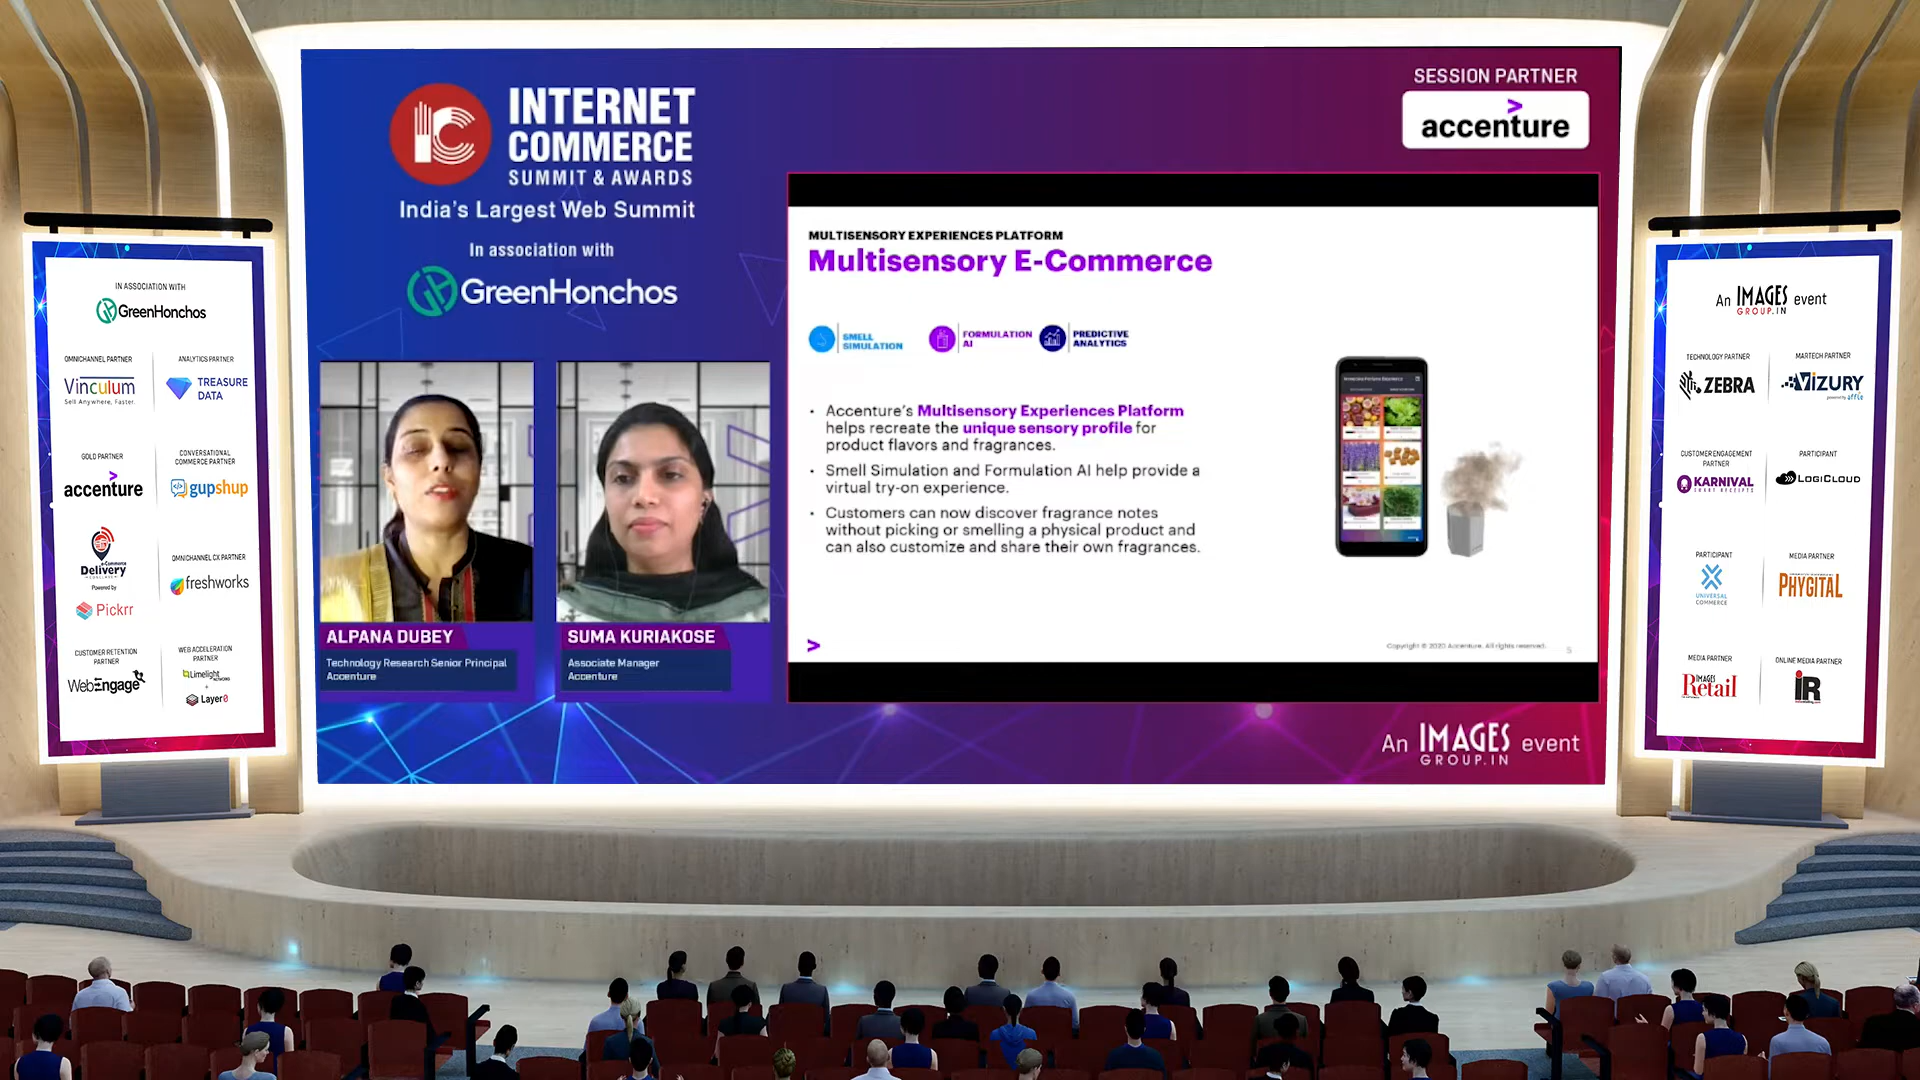 IN ASSOCIATION WITH
GreenHonchos
OMNICHANNEL PARTNER
Vinculum
Sell Anywhere, Faster.
ANALYTICS PARTNER
TREASURE
DATA
GOLD PARTNER
accenture
CONVERSATIONAL
COMMERCE PARTNER
gupshup
e-Commerce
Delivery
Powered by
Pickrr
OMNICHANNEL CX PARTNER
freshworks
CUSTOMER RETENTION
PARTNER
WebEngage
WEB ACCELERATION
PARTNER
Limelight
+
Layer0
INTERNET
COMMERCE
SUMMIT & AWARDS
India's Largest Web Summit
In association with
GreenHonchos
ALPANA DUBEY
Technology Research Senior Principal
Accenture
SUMA KURIAKOSE
Associate Manager
Accenture
SESSION PARTNER
accenture
MULTISENSORY EXPERIENCES PLATFORM
Multisensory E-Commerce
SMELL
SIMULATION
FORMULATION
AI
PREDICTIVE
ANALYTICS
• Accenture's Multisensory Experiences Platform
helps recreate the unique sensory profile for
product flavors and fragrances.
• Smell Simulation and Formulation AI help provide a
virtual try-on experience.
• Customers can now discover fragrance notes
without picking or smelling a physical product and
can also customize and share their own fragrances.
Copyright © 2020 Accenture. All rights reserved.
5
An IMAGES event
GROUP.IN
An IMAGES event
GROUP.IN
TECHNOLOGY PARTNER
ZEBRA
MARTECH PARTNER
VIZURY
powered by affle
CUSTOMER ENGAGEMENT
PARTNER
KARNIVAL
SMART RECEIPTS
PARTICIPANT
LOGICLOUD
PARTICIPANT
UNIVERSAL
COMMERCE
MEDIA PARTNER
PHYGITAL
MEDIA PARTNER
IMAGES
Retail
ONLINE MEDIA PARTNER
iR